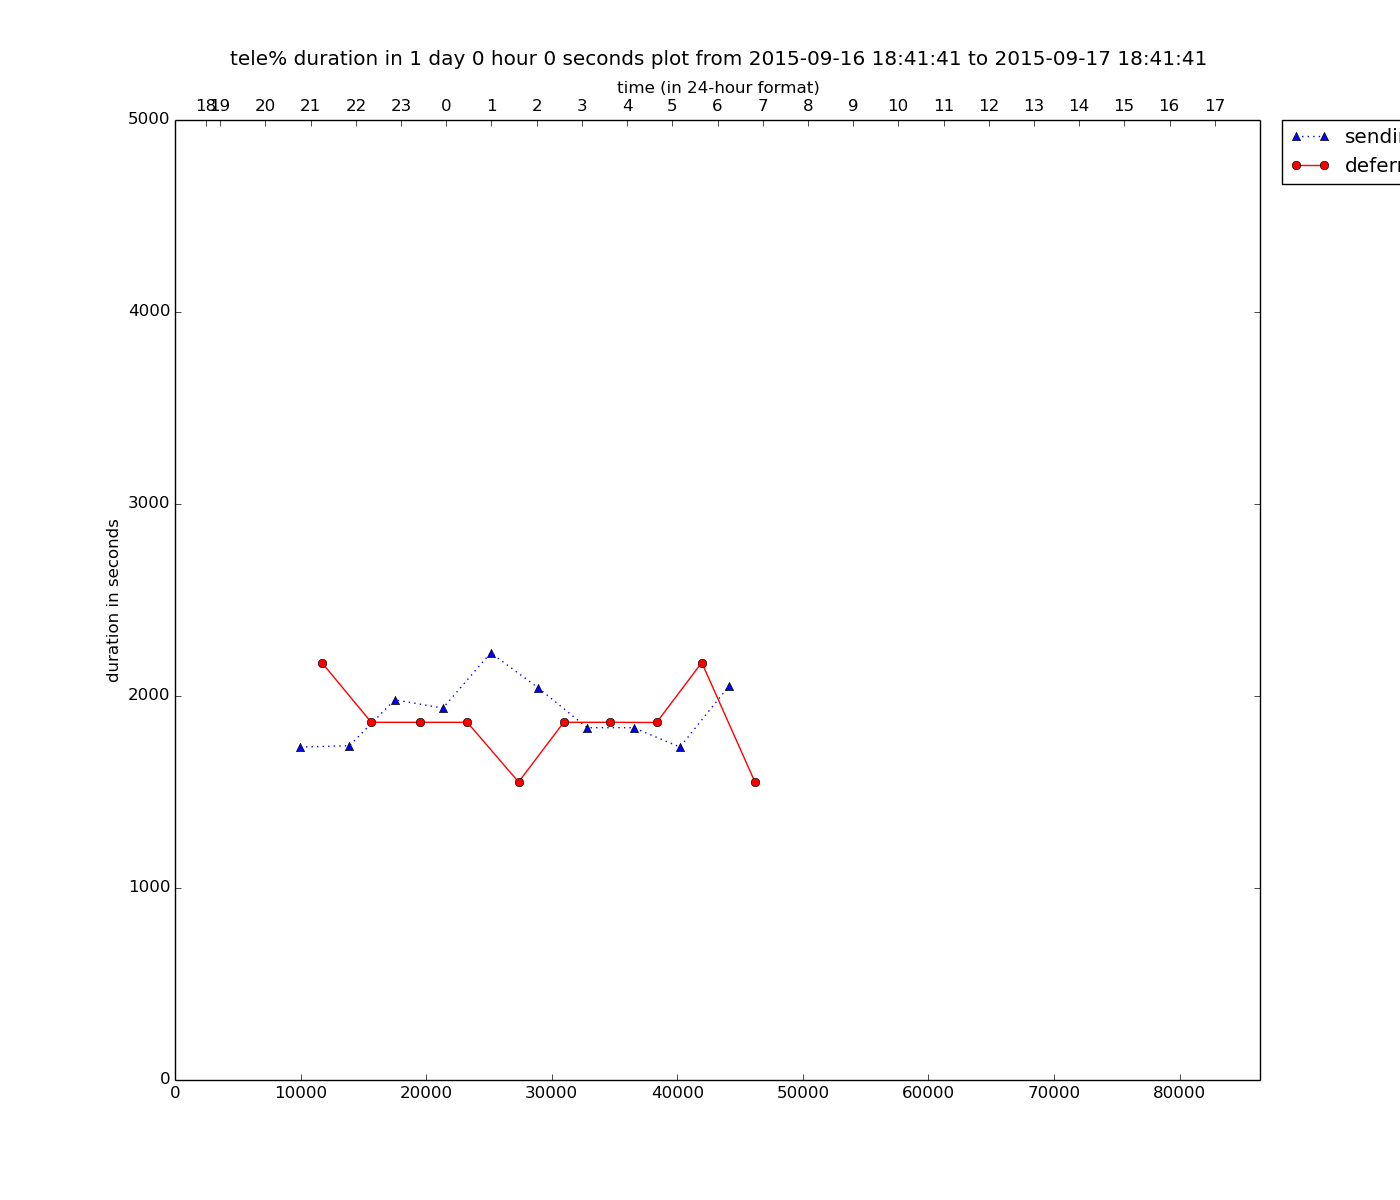 tele% duration in 1 day 0 hour 0 seconds plot from 2015-09-16 18:41:41 to 2015-09-17 18:41:41
time (in 24-hour format)
18 19 20 21 22 23 0 1 2 3 4 5 6 7 8 9 10 11 12 13 14 15 16 17
5000
4000
3000
2000
1000
0
duration in seconds
0 10000 20000 30000 40000 50000 60000 70000 80000